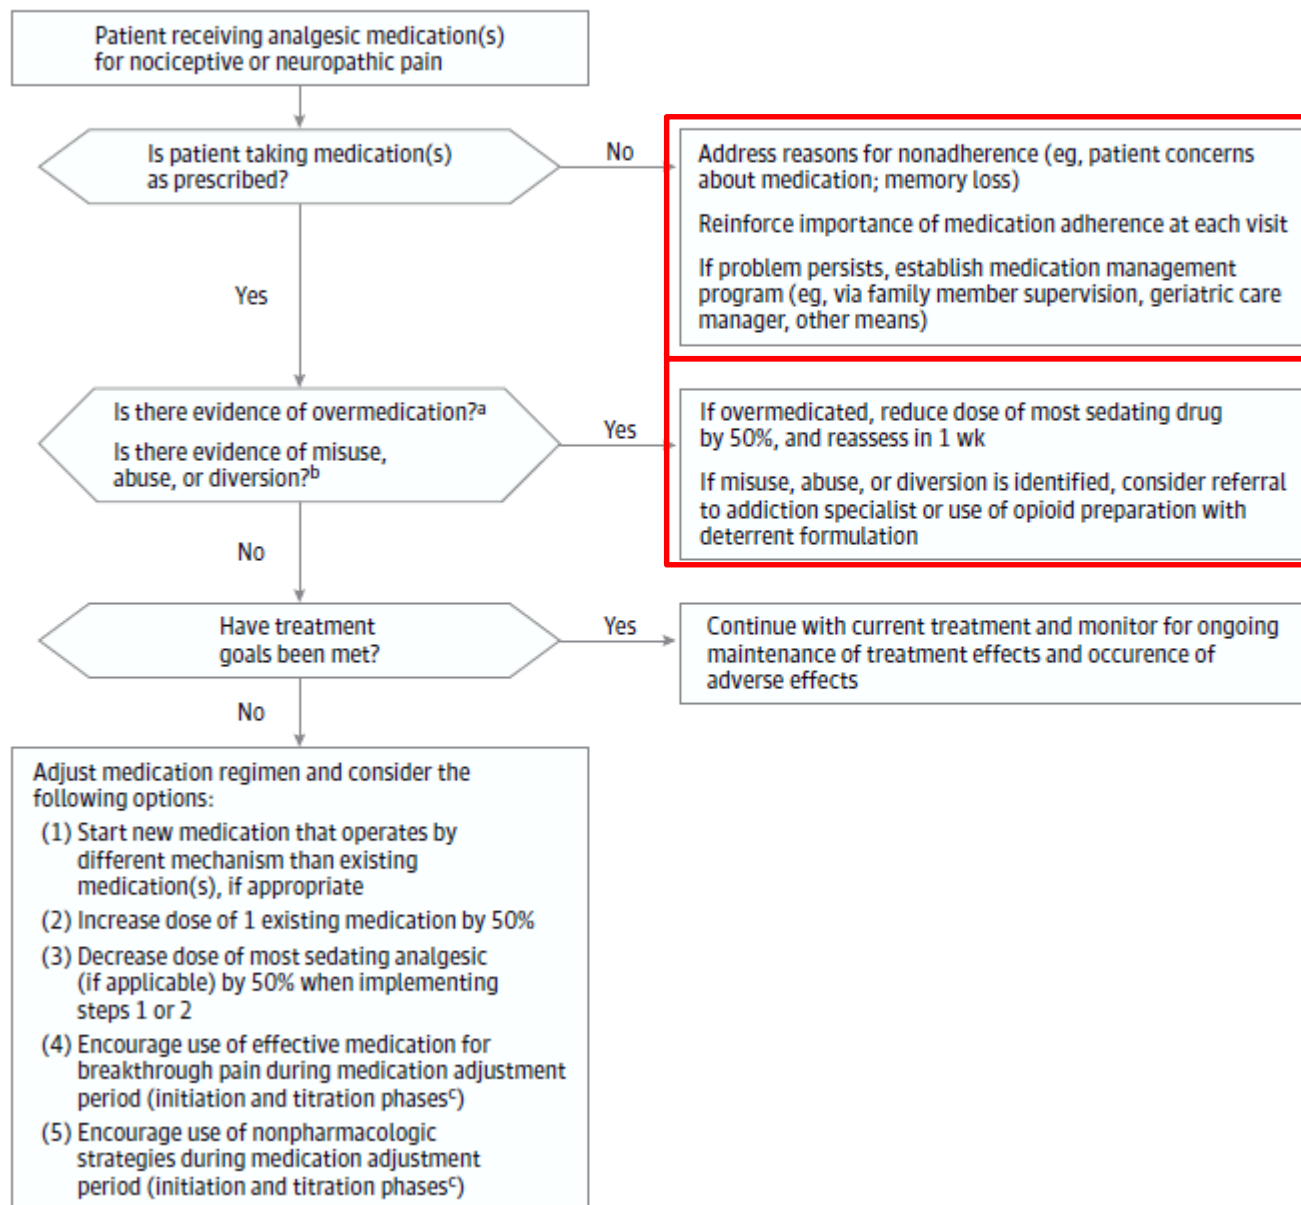 Patient receiving analgesic medication(s)
for nociceptive or neuropathic pain
Is patient taking medication(s)
as prescribed?
No
Address reasons for nonadherence (eg, patient concerns
about medication; memory loss)
Reinforce importance of medication adherence at each visit
If problem persists, establish medication management
program (eg, via family member supervision, geriatric care
manager, other means)
Yes
Is there evidence of overmedication?ᵃ
Is there evidence of misuse,
abuse, or diversion?ᵇ
Yes
If overmedicated, reduce dose of most sedating drug
by 50%, and reassess in 1 wk
If misuse, abuse, or diversion is identified, consider referral
to addiction specialist or use of opioid preparation with
deterrent formulation
No
Have treatment
goals been met?
Yes
Continue with current treatment and monitor for ongoing
maintenance of treatment effects and occurence of
adverse effects
No
Adjust medication regimen and consider the
following options:
(1) Start new medication that operates by
different mechanism than existing
medication(s), if appropriate
(2) Increase dose of 1 existing medication by 50%
(3) Decrease dose of most sedating analgesic
(if applicable) by 50% when implementing
steps 1 or 2
(4) Encourage use of effective medication for
breakthrough pain during medication adjustment
period (initiation and titration phasesᶜ)
(5) Encourage use of nonpharmacologic
strategies during medication adjustment
period (initiation and titration phasesᶜ)